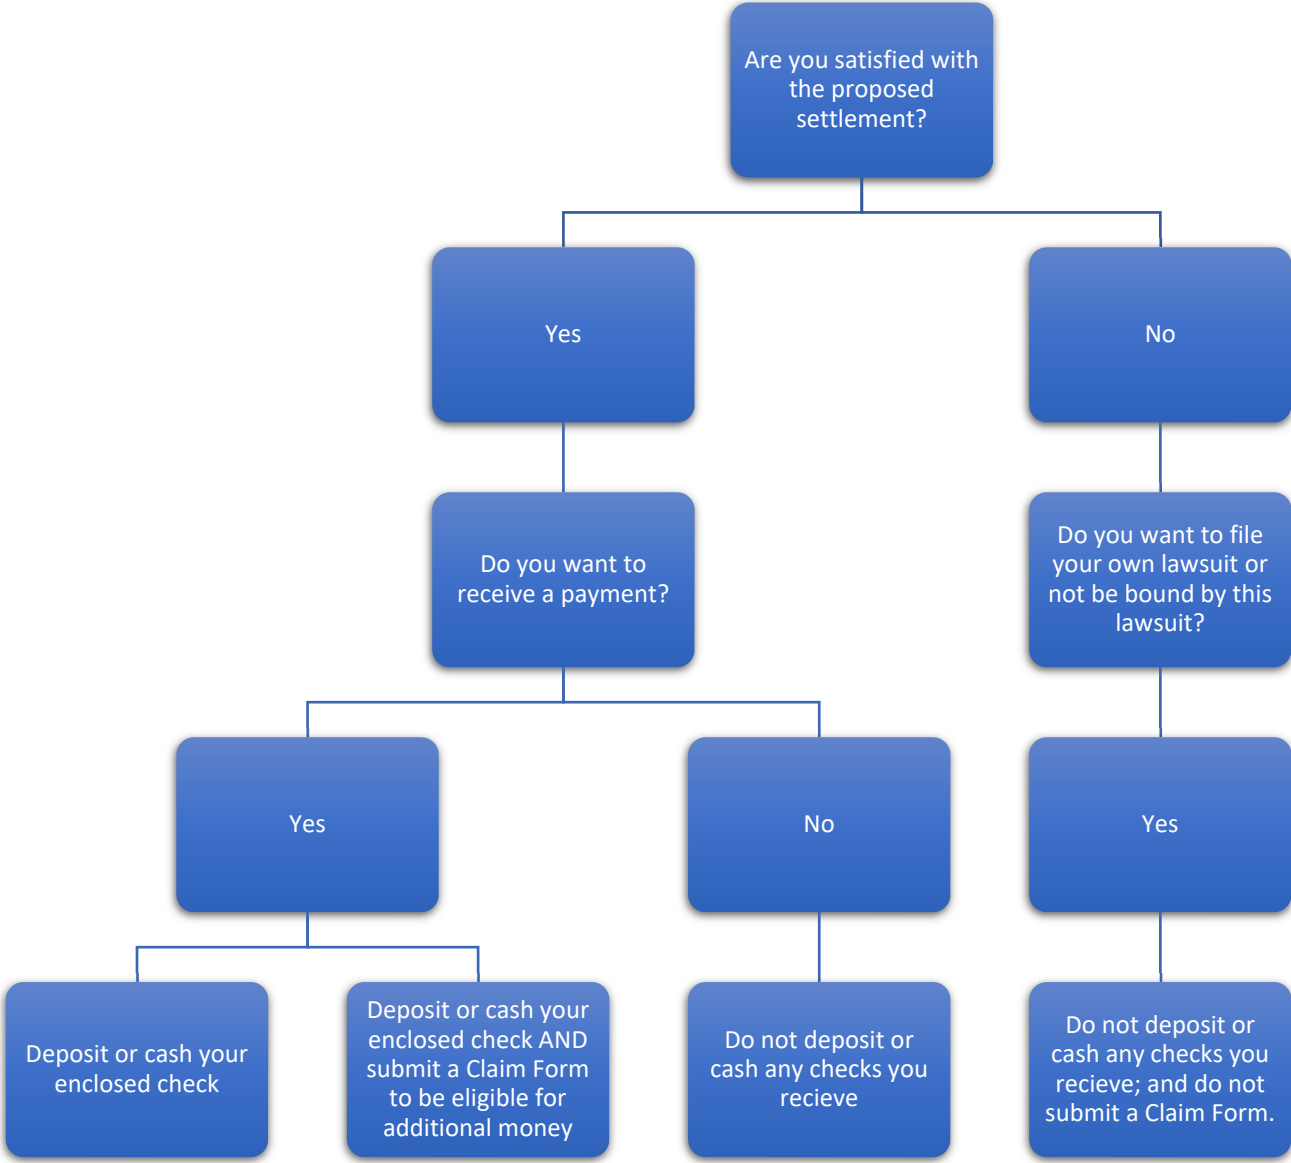 Are you satisfied with
the proposed
settlement?
Yes
No
Do you want to
receive a payment?
Do you want to file
your own lawsuit or
not be bound by this
lawsuit?
Yes
No
Yes
Deposit or cash your
enclosed check
Deposit or cash your
enclosed check AND
submit a Claim Form
to be eligible for
additional money
Do not deposit or
cash any checks you
recieve
Do not deposit or
cash any checks you
recieve; and do not
submit a Claim Form.